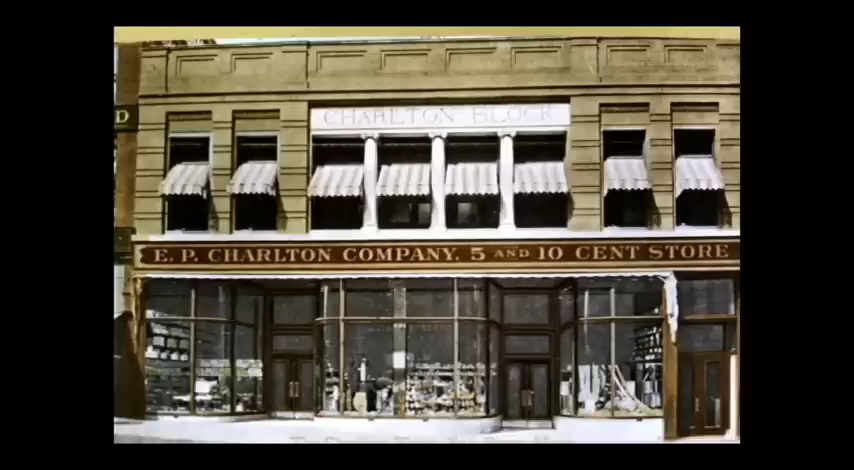 D
CHARLTON BLOCK
E. P. CHARLTON COMPANY. 5 AND 10 CENT STORE